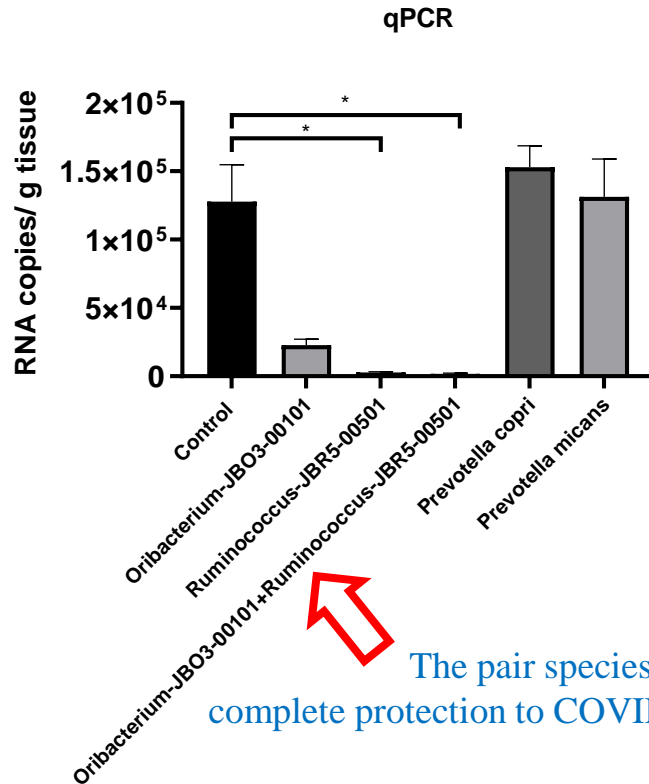 qPCR
RNA copies/ g tissue
2×10⁵
1.5×10⁵
1×10⁵
5×10⁴
0
*
*
Control
Oribacterium-JBO3-00101
Ruminococcus-JBR5-00501
Oribacterium-JBO3-00101+Ruminococcus-JBR5-00501
Prevotella copri
Prevotella micans
The pair species
complete protection to